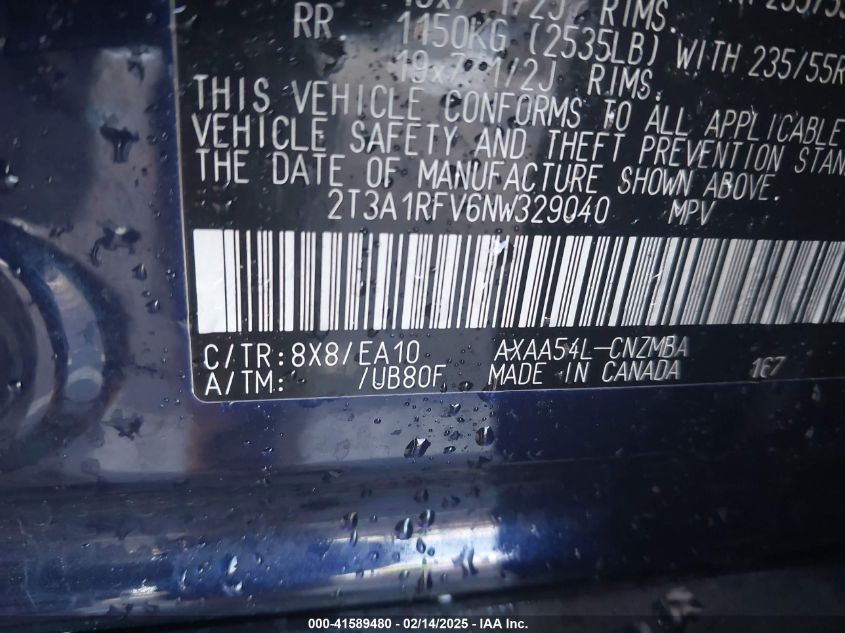 RIMS.
RR 1150KG (2535LB) WITH 235/55R
19x7 1/2J RIMS.
THIS VEHICLE CONFORMS TO ALL APPLICABLE
VEHICLE SAFETY AND THEFT PREVENTION STAN
THE DATE OF MANUFACTURE SHOWN ABOVE.
2T3A1RFV6NW329040 MPV
C/TR:8X8/EA10 AXAA54L-CNZMBA
A/TM: /UB80F MADE IN CANADA 167
000-41589480 - 02/14/2025 - IAAI Inc.